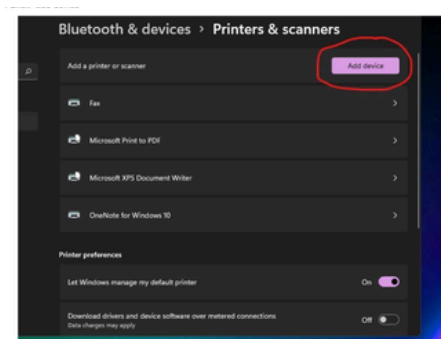 Bluetooth & devices > Printers & scanners
Add a printer or scanner
Add device
Fax
Microsoft Print to PDF
Microsoft XPS Document Writer
OneNote for Windows 10
Printer preferences
Let Windows manage my default printer
On
Download drivers and device software over metered connections
Data charges may apply
Off